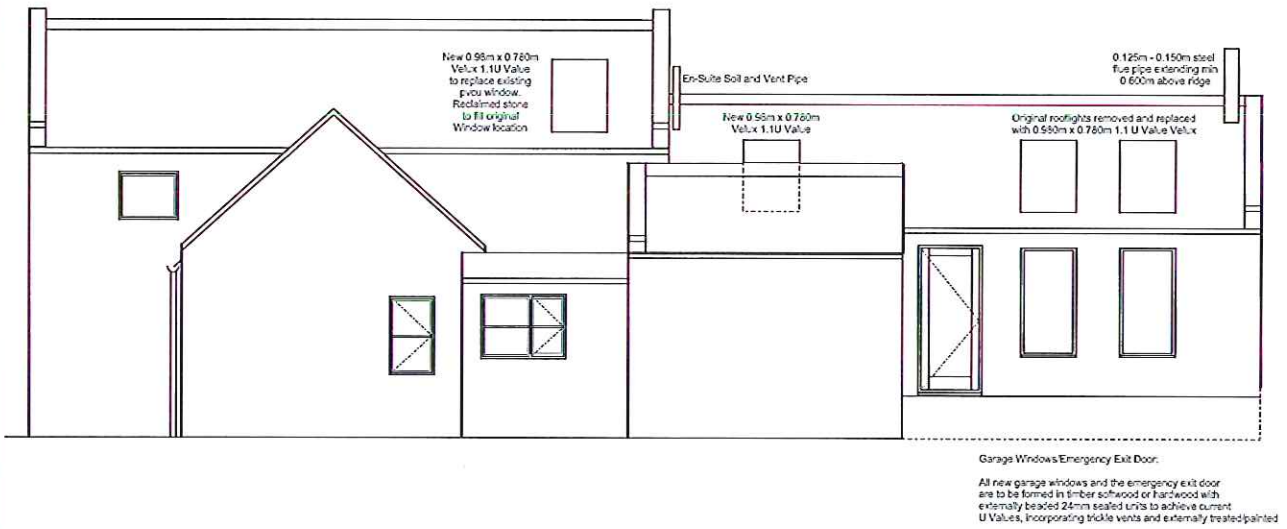 New 0.98m x 0.780m
Velux 1.1U Value
to replace existing
pvcu window.
Reclaimed stone
to fill original
Window location
En-Suite Soil and Vent Pipe
New 0.98m x 0.780m
Velux 1.1U Value
0.125m - 0.150m steel
flue pipe extending min
0.600m above ridge
Original rooflights removed and replaced
with 0.980m x 0.780m 1.1 U Value Velux
Garage Windows/Emergency Exit Door.
All new garage windows and the emergency exit door
are to be formed in timber softwood or hardwood with
externally beaded 24mm sealed units to achieve current
U Values, incorporating trickle vents and externally treated/painted